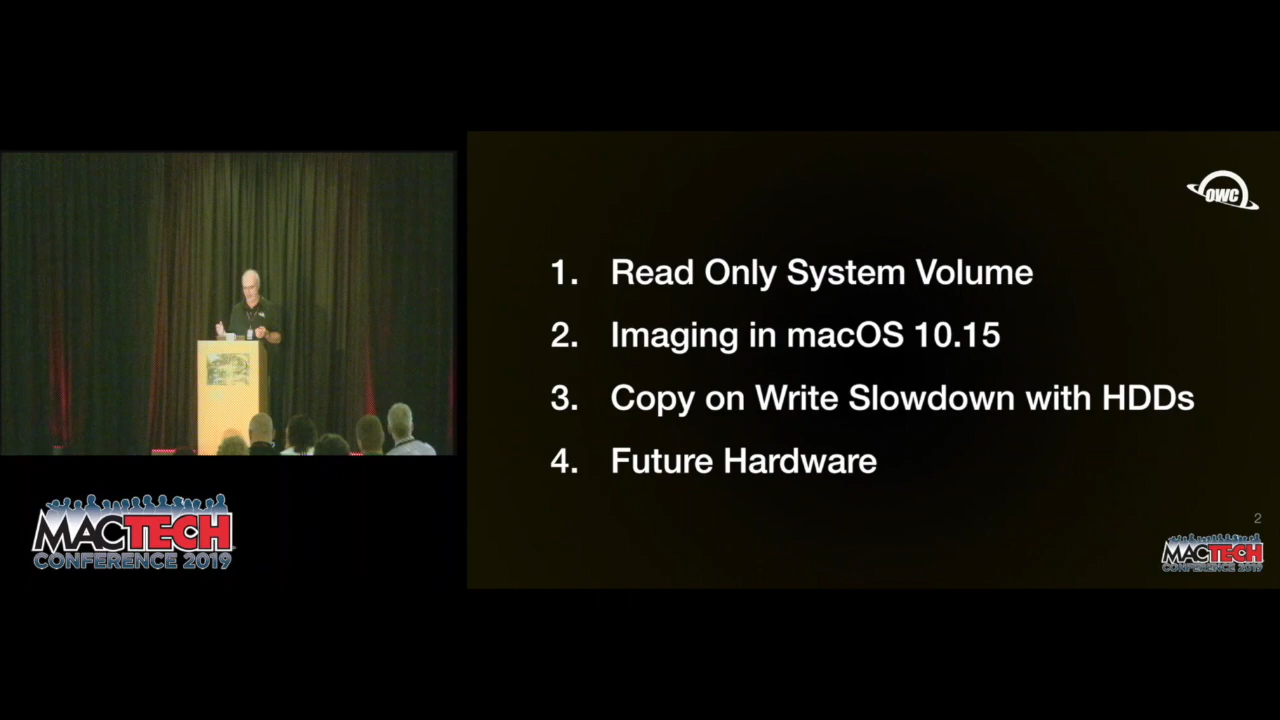 OWC
1. Read Only System Volume
2. Imaging in macOS 10.15
3. Copy on Write Slowdown with HDDs
4. Future Hardware
2
MACTECH
CONFERENCE 2019
MACTECH
CONFERENCE 2019